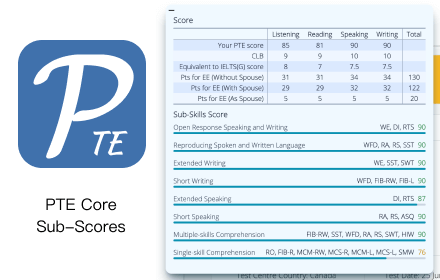 PTE
PTE Core
Sub-Scores
Score
Listening Reading Speaking Writing Total
Your PTE score 85 81 90 90
CLB 9 9 10 10
Equivalent to IELTS(G) score 8 7 7.5 7.5
Pts for EE (Without Spouse) 31 31 34 34 130
Pts for EE (With Spouse) 29 29 32 32 122
Pts for EE (As Spouse) 5 5 5 5 20
Sub-Skills Score
Open Response Speaking and Writing WE, DI, RTS 90
Reproducing Spoken and Written Language WFD, RA, RS, SST 90
Extended Writing WE, SST, SWT 90
Short Writing WFD, FIB-RW, FIB-L 90
Extended Speaking DI, RTS 87
Short Speaking RA, RS, ASQ 90
Multiple-skills Comprehension FIB-RW, SST, WFD, RA, RS, SWT, HIW 90
Single skill Comprehension RO, FIB-R, MCM-RW, MCS-R, MCM-L, MCS-L, SMW 76
Test Centre Country: Canada Test Date: 25